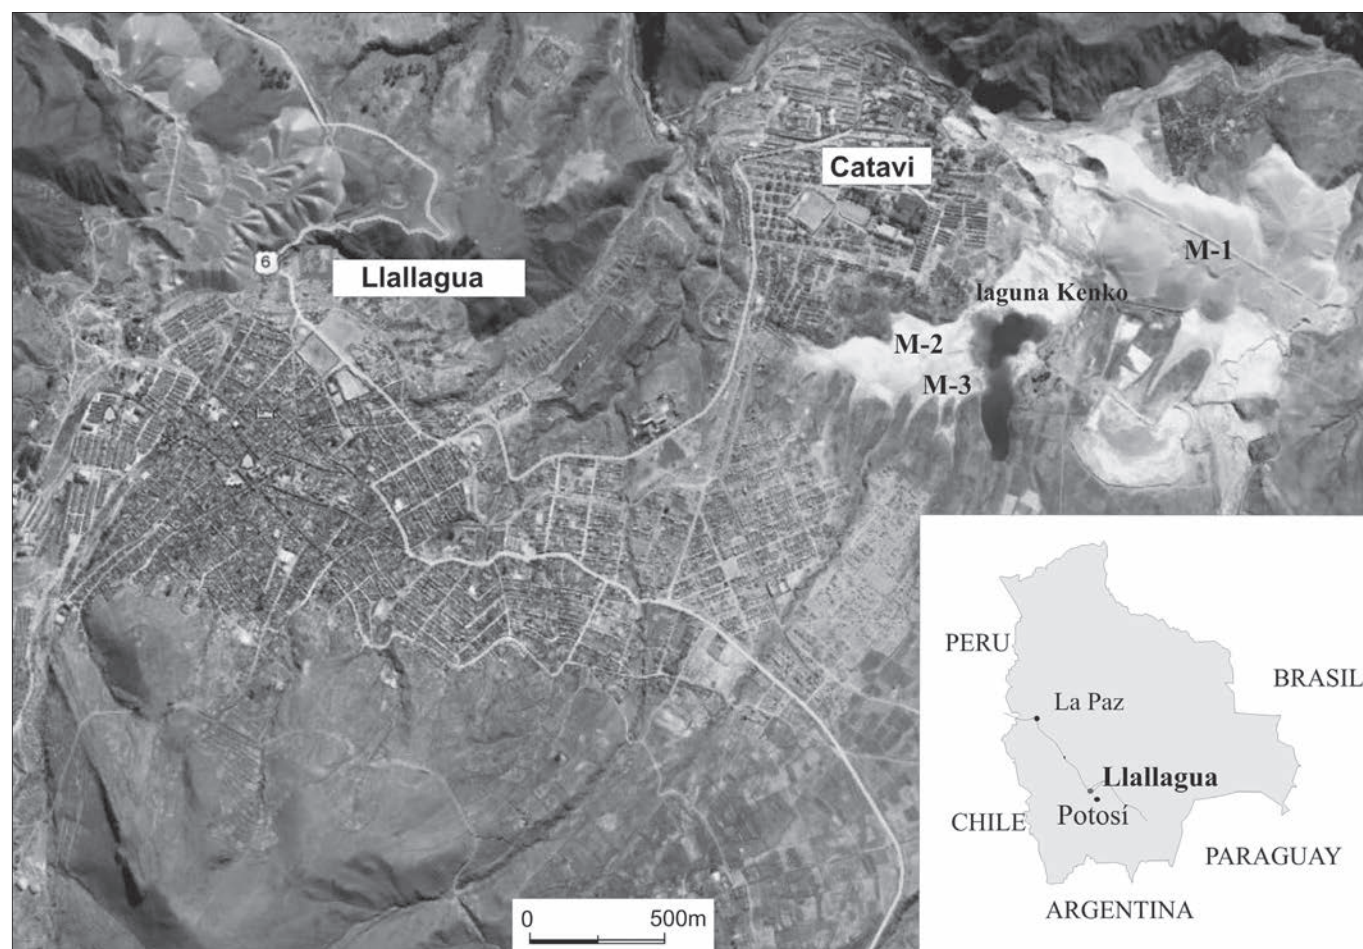 Catavi
M-1
6
Llallagua
laguna Kenko
M-2
M-3
PERU
BRASIL
La Paz
Llallagua
Potosí
CHILE
PARAGUAY
ARGENTINA
0 500m